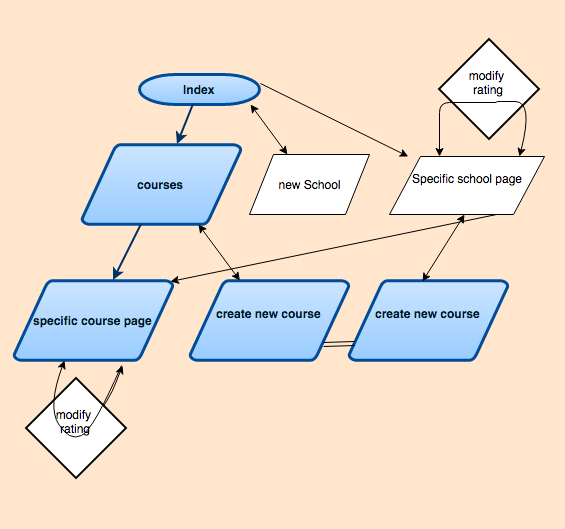 modify
rating
Index
courses
new School
Specific school page
specific course page
create new course
create new course
modify
rating